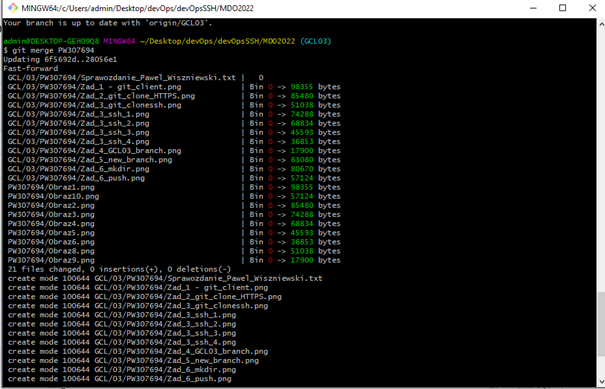 MINGW64:/c/Users/admin/Desktop/devOps/devOpsSSH/MDO2022
Your branch is up to date with 'origin/GCL03'.
admin@DESKTOP-GEHO9Q8 MINGW64 ~/Desktop/devOps/devOpsSSH/MDO2022 (GCL03)
$ git merge PW307694
Updating 6f5692d..28056e1
Fast-forward
GCL/03/PW307694/Sprawozdanie_Pawel_Wiszniewski.txt | 0
GCL/03/PW307694/Zad_1 - git_client.png | Bin 0 -> 98355 bytes
GCL/03/PW307694/Zad_2_git_clone_HTTPS.png | Bin 0 -> 85480 bytes
GCL/03/PW307694/Zad_3_git_clonessh.png | Bin 0 -> 51038 bytes
GCL/03/PW307694/Zad_3_ssh_1.png | Bin 0 -> 74288 bytes
GCL/03/PW307694/Zad_3_ssh_2.png | Bin 0 -> 68834 bytes
GCL/03/PW307694/Zad_3_ssh_3.png | Bin 0 -> 45593 bytes
GCL/03/PW307694/Zad_3_ssh_4.png | Bin 0 -> 36853 bytes
GCL/03/PW307694/Zad_4_GCL03_branch.png | Bin 0 -> 17900 bytes
GCL/03/PW307694/Zad_5_new_branch.png | Bin 0 -> 63080 bytes
GCL/03/PW307694/Zad_6_mkdir.png | Bin 0 -> 80670 bytes
GCL/03/PW307694/Zad_6_push.png | Bin 0 -> 57124 bytes
PW307694/Obraz1.png | Bin 0 -> 98355 bytes
PW307694/Obraz10.png | Bin 0 -> 57124 bytes
PW307694/Obraz2.png | Bin 0 -> 85480 bytes
PW307694/Obraz3.png | Bin 0 -> 74288 bytes
PW307694/Obraz4.png | Bin 0 -> 68834 bytes
PW307694/Obraz5.png | Bin 0 -> 45593 bytes
PW307694/Obraz6.png | Bin 0 -> 36853 bytes
PW307694/Obraz8.png | Bin 0 -> 51038 bytes
PW307694/Obraz9.png | Bin 0 -> 17900 bytes
21 files changed, 0 insertions(+), 0 deletions(-)
create mode 100644 GCL/03/PW307694/Sprawozdanie_Pawel_Wiszniewski.txt
create mode 100644 GCL/03/PW307694/Zad_1 - git_client.png
create mode 100644 GCL/03/PW307694/Zad_2_git_clone_HTTPS.png
create mode 100644 GCL/03/PW307694/Zad_3_git_clonessh.png
create mode 100644 GCL/03/PW307694/Zad_3_ssh_1.png
create mode 100644 GCL/03/PW307694/Zad_3_ssh_2.png
create mode 100644 GCL/03/PW307694/Zad_3_ssh_3.png
create mode 100644 GCL/03/PW307694/Zad_3_ssh_4.png
create mode 100644 GCL/03/PW307694/Zad_4_GCL03_branch.png
create mode 100644 GCL/03/PW307694/Zad_5_new_branch.png
create mode 100644 GCL/03/PW307694/Zad_6_mkdir.png
create mode 100644 GCL/03/PW307694/Zad_6_push.png